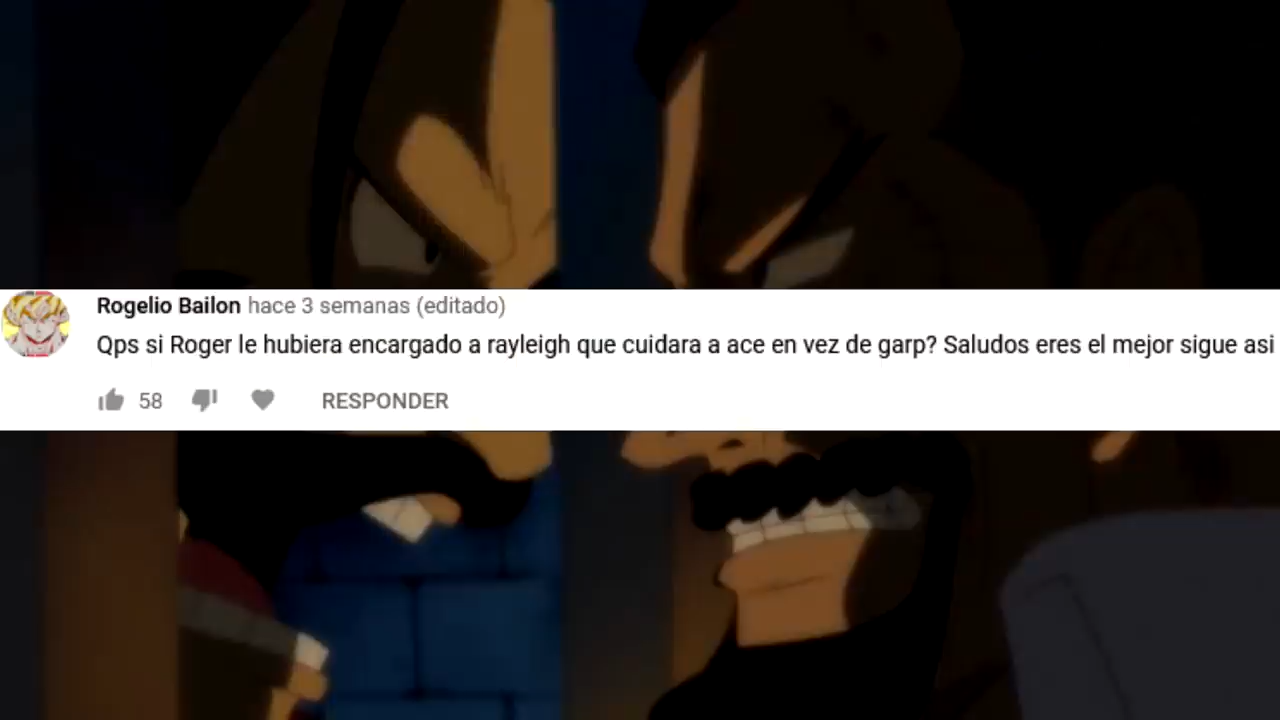 Rogelio Bailon hace 3 semanas (editado)
Qps si Roger le hubiera encargado a rayleigh que cuidara a ace en vez de garp? Saludos eres el mejor sigue asi
58 RESPONDER